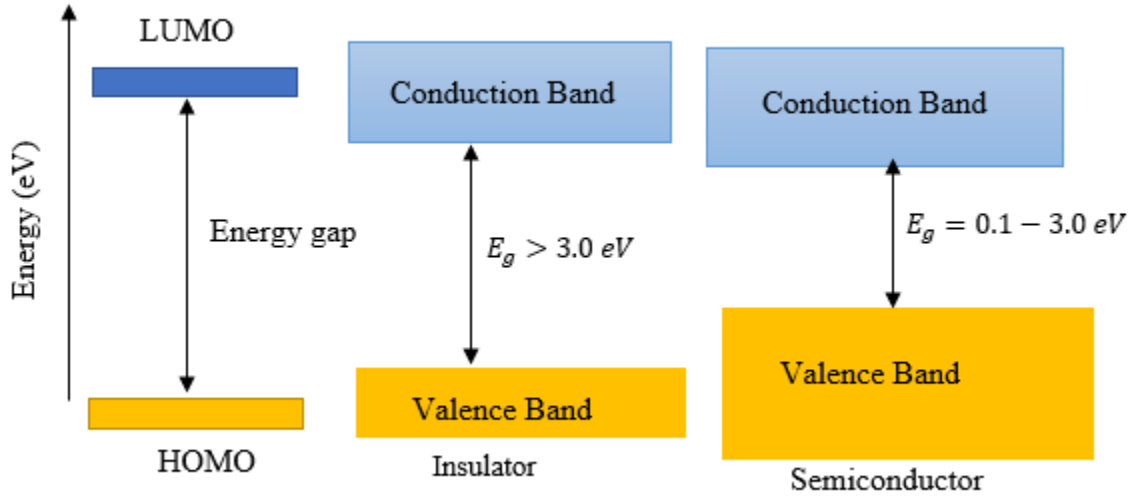 Energy (eV)
LUMO
Energy gap
HOMO
Conduction Band
E_g > 3.0 eV
Valence Band
Insulator
Conduction Band
E_g = 0.1 − 3.0 eV
Valence Band
Semiconductor